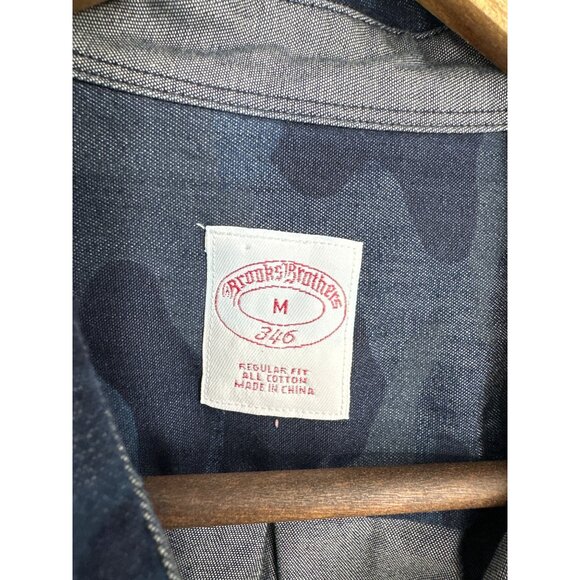 Brooks Brothers
M
346
REGULAR FIT
ALL COTTON
MADE IN CHINA